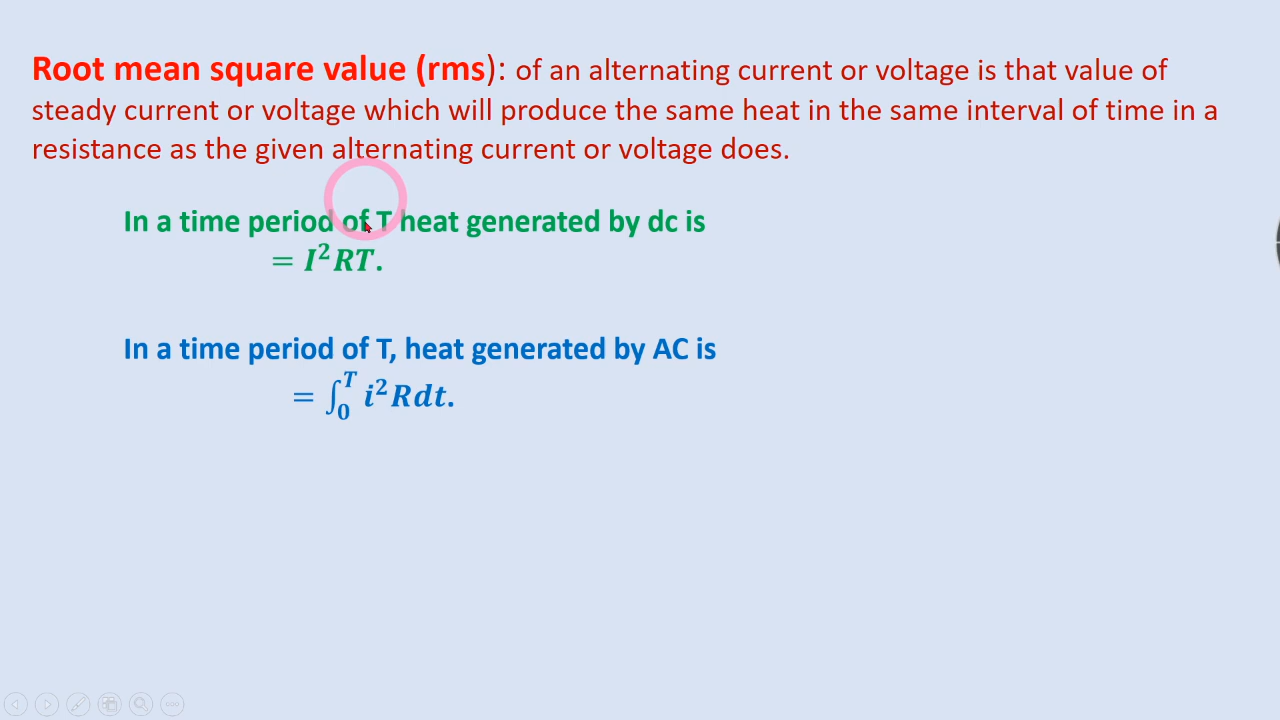 Root mean square value (rms): of an alternating current or voltage is that value of
steady current or voltage which will produce the same heat in the same interval of time in a
resistance as the given alternating current or voltage does.
In a time period of T heat generated by dc is
= I²RT.
In a time period of T, heat generated by AC is
= ∫₀ᵀ i²Rdt.